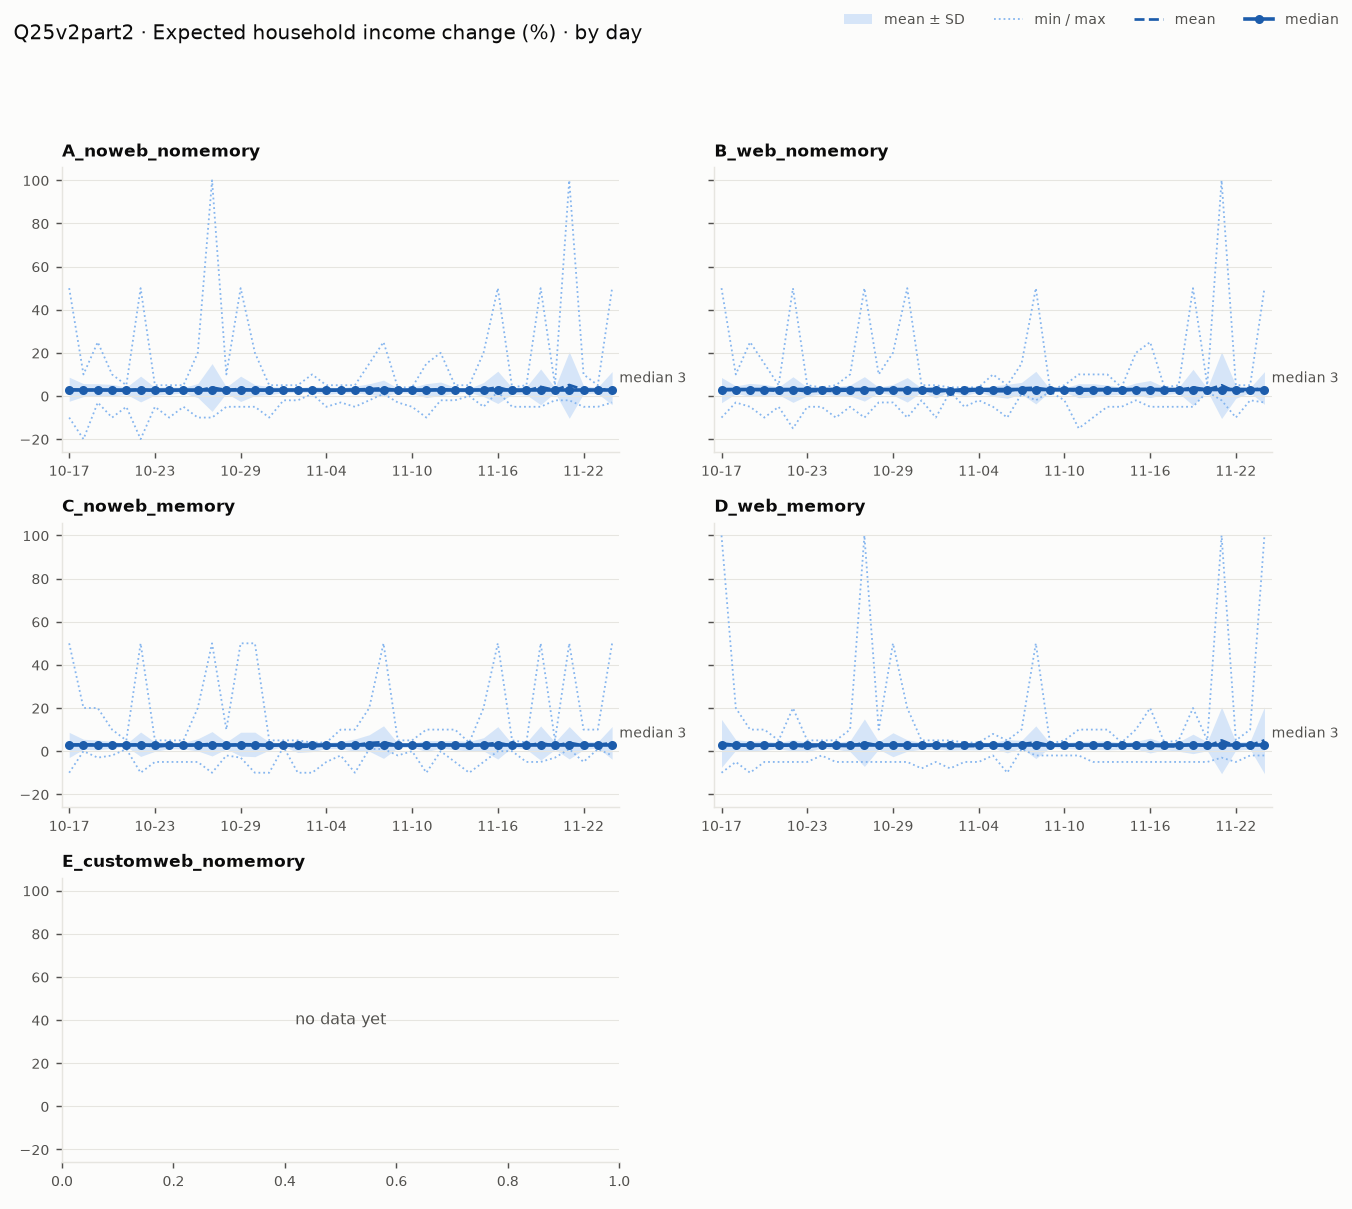 mean ± SD min / max mean median
Q25v2part2 · Expected household income change (%) · by day
A_noweb_nomemory
100
80
60
40
20
0
−20
median 3
10-17 10-23 10-29 11-04 11-10 11-16 11-22
B_web_nomemory
median 3
10-17 10-23 10-29 11-04 11-10 11-16 11-22
C_noweb_memory
100
80
60
40
20
0
−20
median 3
10-17 10-23 10-29 11-04 11-10 11-16 11-22
D_web_memory
median 3
10-17 10-23 10-29 11-04 11-10 11-16 11-22
E_customweb_nomemory
100
80
60
40
20
0
−20
no data yet
0.0 0.2 0.4 0.6 0.8 1.0